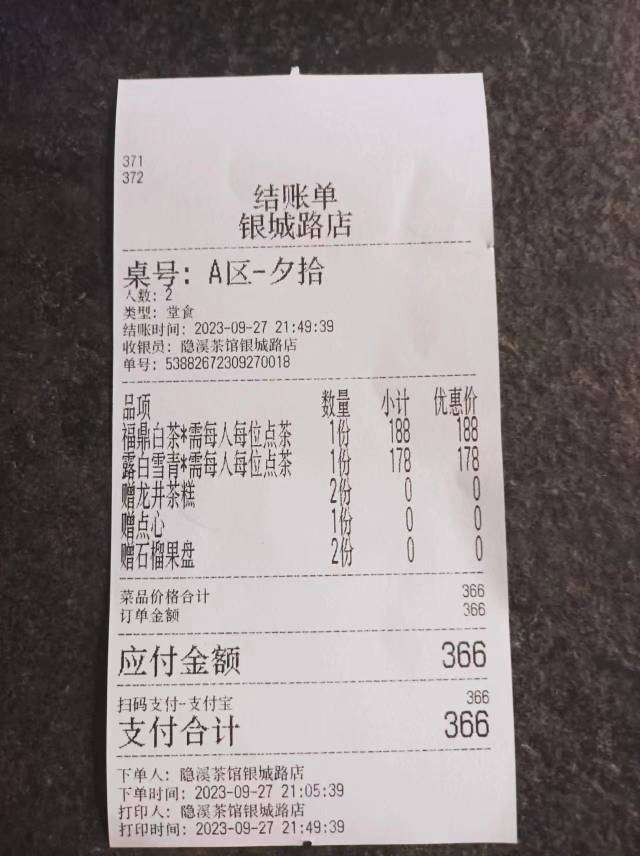 371
372
结账单
银城路店
桌号: A区-夕拾
人数: 2
类型: 堂食
结账时间: 2023-09-27 21:49:39
收银员: 隐溪茶馆银城路店
单号: 53882672309270018
品项 数量 小计 优惠价
福鼎白茶*需每人每位点茶 1份 188 188
露白雪青*需每人每位点茶 1份 178 178
赠龙井茶糕 2份 0 0
赠点心 1份 0 0
赠石榴果盘 2份 0 0
菜品价格合计 366
订单金额 366
应付金额 366
扫码支付-支付宝 366
支付合计 366
下单人: 隐溪茶馆银城路店
下单时间: 2023-09-27 21:05:39
打印人: 隐溪茶馆银城路店
打印时间: 2023-09-27 21:49:39